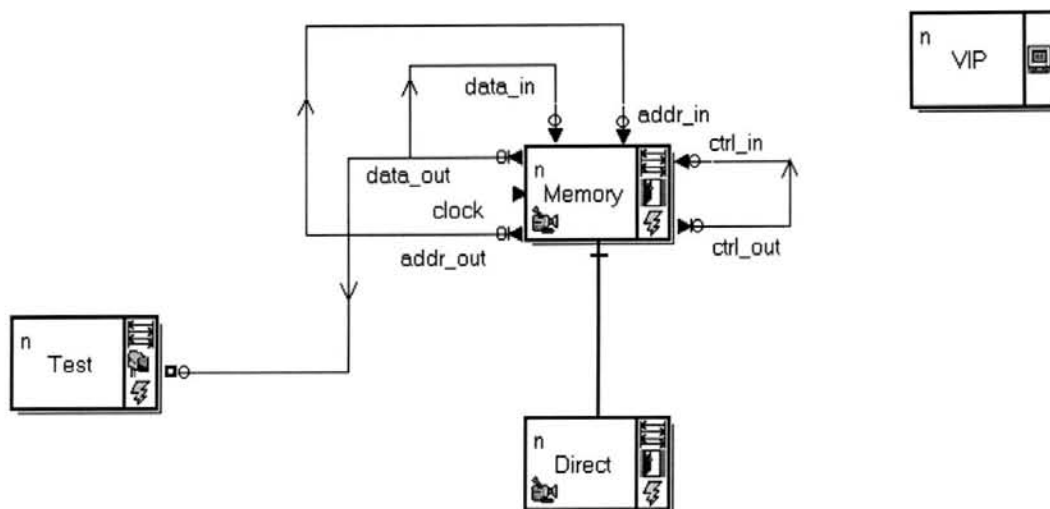 n
VIP
data_in
addr_in
ctrl_in
n
data_out
Memory
clock
ctrl_out
addr_out
n
Test
n
Direct